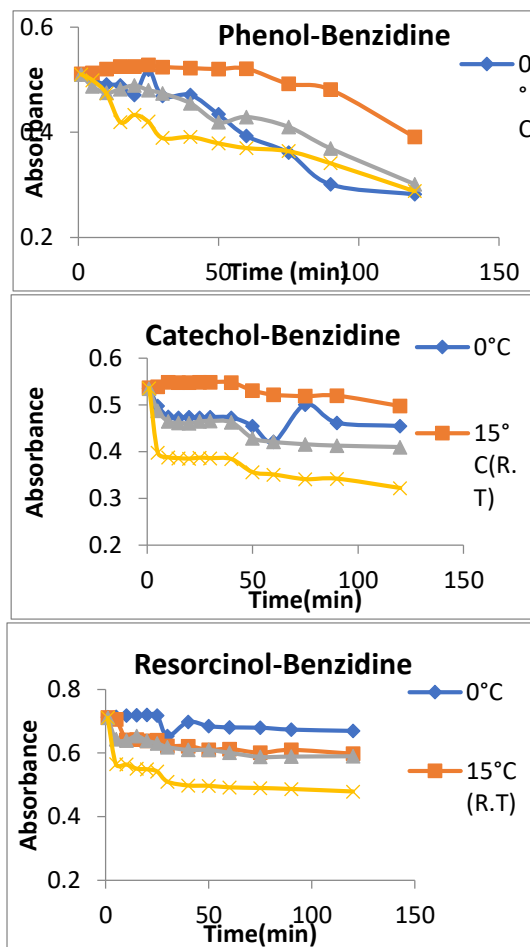 Phenol-Benzidine
0.6
0.4
0.2
Absorbance
0
50
100
150
Time (min)
0
°
C
Catechol-Benzidine
0.6
0.5
0.4
0.3
0.2
Absorbance
0
50
100
150
Time(min)
0°C
15°
C(R.
T)
Resorcinol-Benzidine
0.8
0.6
0.4
0.2
Absorbance
0
50
100
150
Time(min)
0°C
15°C
(R.T)